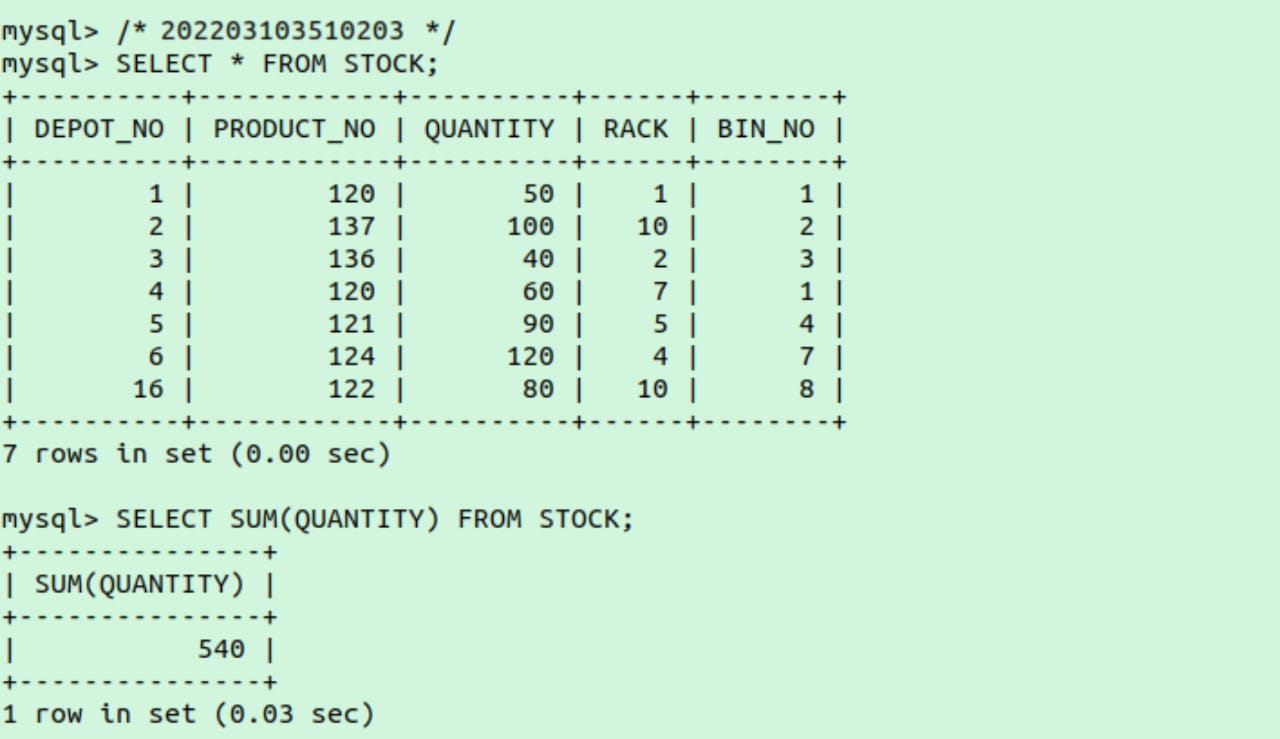 mysql> /* 202203103510203 */
mysql> SELECT * FROM STOCK;
+----------+------------+----------+------+--------+
| DEPOT_NO | PRODUCT_NO | QUANTITY | RACK | BIN_NO |
+----------+------------+----------+------+--------+
|        1 |        120 |       50 |    1 |      1 |
|        2 |        137 |      100 |   10 |      2 |
|        3 |        136 |       40 |    2 |      3 |
|        4 |        120 |       60 |    7 |      1 |
|        5 |        121 |       90 |    5 |      4 |
|        6 |        124 |      120 |    4 |      7 |
|       16 |        122 |       80 |   10 |      8 |
+----------+------------+----------+------+--------+
7 rows in set (0.00 sec)

mysql> SELECT SUM(QUANTITY) FROM STOCK;
+---------------+
| SUM(QUANTITY) |
+---------------+
|           540 |
+---------------+
1 row in set (0.03 sec)